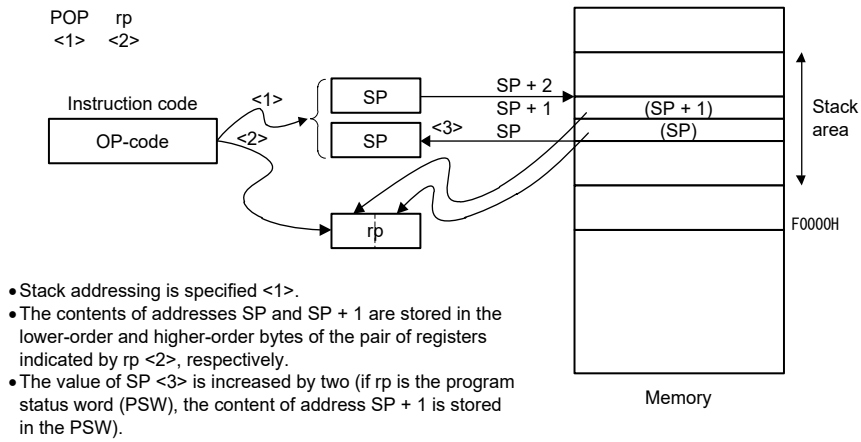 POP rp
<1> <2>
Instruction code
OP-code
<1>
<2>
SP
SP
<3>
rp
SP + 2
SP + 1
SP
(SP + 1)
(SP)
Stack
area
F0000H
Memory
• Stack addressing is specified <1>.
• The contents of addresses SP and SP + 1 are stored in the
lower-order and higher-order bytes of the pair of registers
indicated by rp <2>, respectively.
• The value of SP <3> is increased by two (if rp is the program
status word (PSW), the content of address SP + 1 is stored
in the PSW).